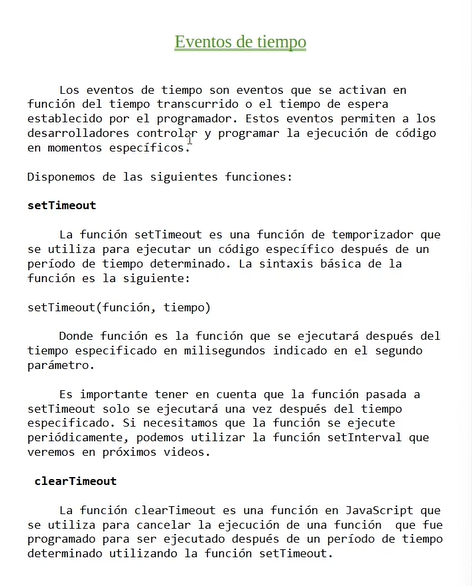 Eventos de tiempo
Los eventos de tiempo son eventos que se activan en
función del tiempo transcurrido o el tiempo de espera
establecido por el programador. Estos eventos permiten a los
desarrolladores controlar y programar la ejecución de código
en momentos específicos.
Disponemos de las siguientes funciones:
setTimeout
La función setTimeout es una función de temporizador que
se utiliza para ejecutar un código específico después de un
período de tiempo determinado. La sintaxis básica de la
función es la siguiente:
setTimeout(función, tiempo)
Donde función es la función que se ejecutará después del
tiempo especificado en milisegundos indicado en el segundo
parámetro.
Es importante tener en cuenta que la función pasada a
setTimeout solo se ejecutará una vez después del tiempo
especificado. Si necesitamos que la función se ejecute
periódicamente, podemos utilizar la función setInterval que
veremos en próximos videos.
clearTimeout
La función clearTimeout es una función en JavaScript que
se utiliza para cancelar la ejecución de una función que fue
programado para ser ejecutado después de un período de tiempo
determinado utilizando la función setTimeout.